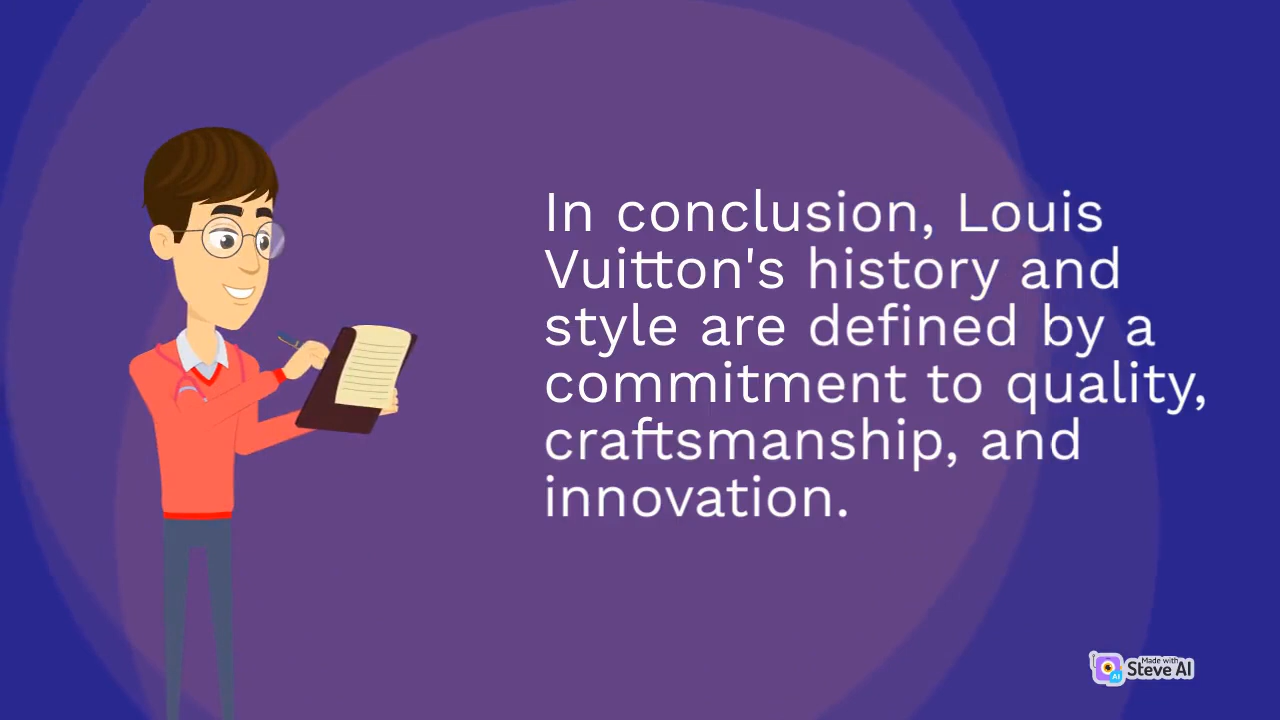 In conclusion, Louis
Vuitton's history and
style are defined by a
commitment to quality,
craftsmanship, and
innovation.
Made with
Steve AI
AI